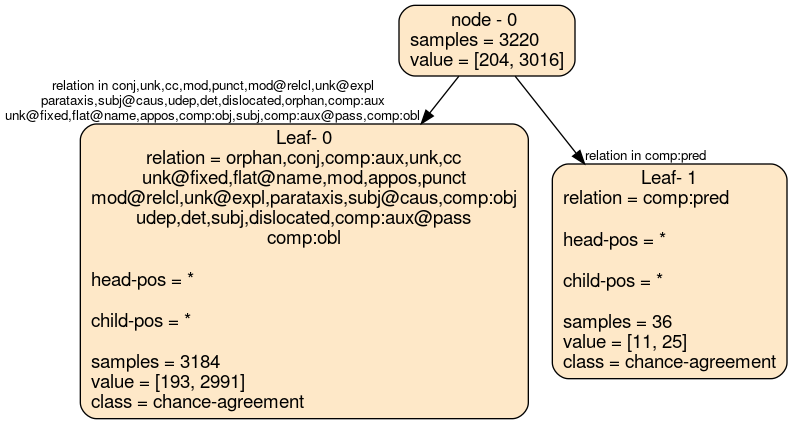 node - 0
samples = 3220
value = [204, 3016]
relation in conj,unk,cc,mod,punct,mod@relcl,unk@expl
parataxis,subj@caus,udep,det,dislocated,orphan,comp:aux
unk@fixed,flat@name,appos,comp:obj,subj,comp:aux@pass,comp:obl
relation in comp:pred
Leaf- 0
relation = orphan,conj,comp:aux,unk,cc
unk@fixed,flat@name,mod,appos,punct
mod@relcl,unk@expl,parataxis,subj@caus,comp:obj
udep,det,subj,dislocated,comp:aux@pass
comp:obl
head-pos = *
child-pos = *
samples = 3184
value = [193, 2991]
class = chance-agreement
Leaf- 1
relation = comp:pred
head-pos = *
child-pos = *
samples = 36
value = [11, 25]
class = chance-agreement